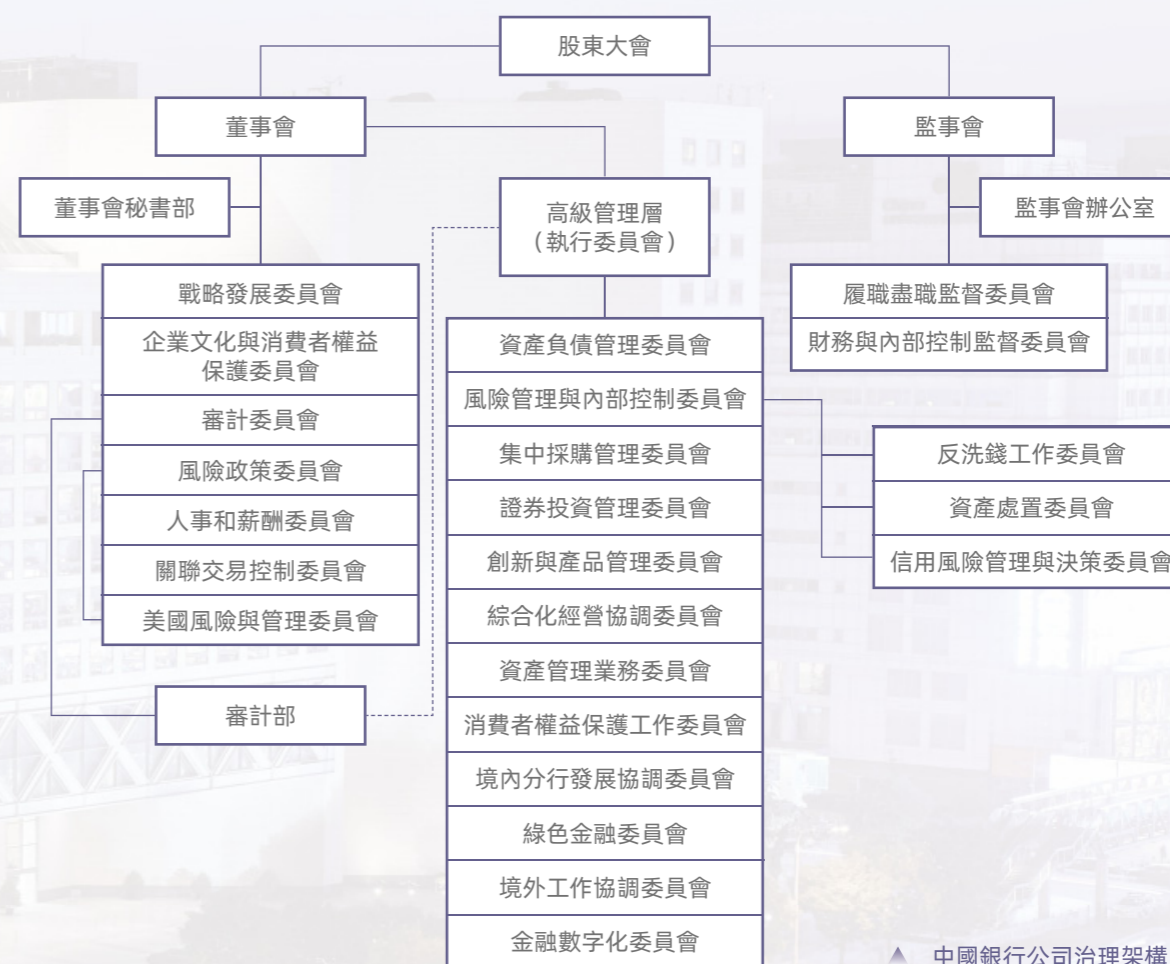 股東大會
董事會
監事會
董事會秘書部
高級管理層
（執行委員會）
監事會辦公室
戰略發展委員會
企業文化與消費者權益
保護委員會
審計委員會
風險政策委員會
人事和薪酬委員會
關聯交易控制委員會
美國風險與管理委員會
審計部
資產負債管理委員會
風險管理與內部控制委員會
集中採購管理委員會
證券投資管理委員會
創新與產品管理委員會
綜合化經營協調委員會
資產管理業務委員會
消費者權益保護工作委員會
境內分行發展協調委員會
綠色金融委員會
境外工作協調委員會
金融數字化委員會
履職盡職監督委員會
財務與內部控制監督委員會
反洗錢工作委員會
資產處置委員會
信用風險管理與決策委員會
中國銀行公司治理架構